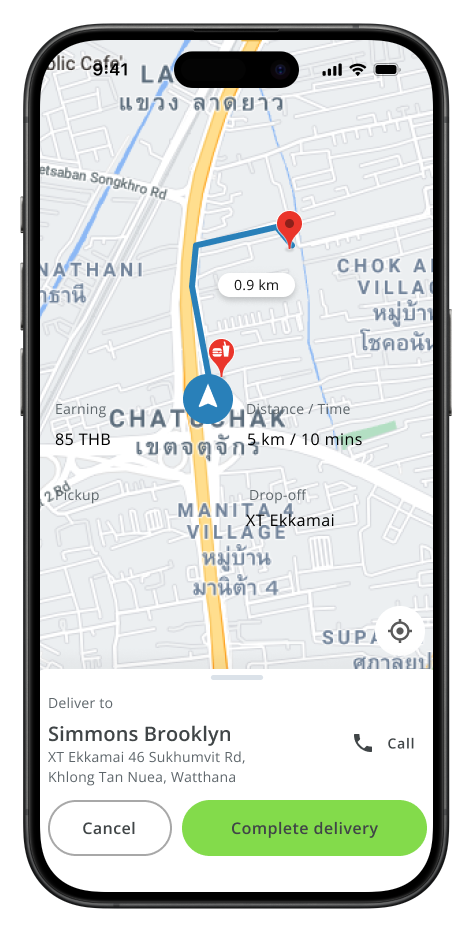 olic Cafe'
9:41
LA
แขวง ลาดยาว
etsaban Songkhro Rd
NATHANI
าธานี
CHOK A
VILLAG
หมู่บ้าน
โชคอนัน
0.9 km
Earning
Distance / Time
CHATUCHAK
85 THB
5 km / 10 mins
เขตจตุจักร
2 Rd
Pickup
Drop-off
MANITA 4
XT Ekkamai
VILLAGE
หมู่บ้าน
มานิต้า 4
SUPA
ศุภาลัยป
Deliver to
Simmons Brooklyn
XT Ekkamai 46 Sukhumvit Rd,
Khlong Tan Nuea, Watthana
Call
Cancel
Complete delivery